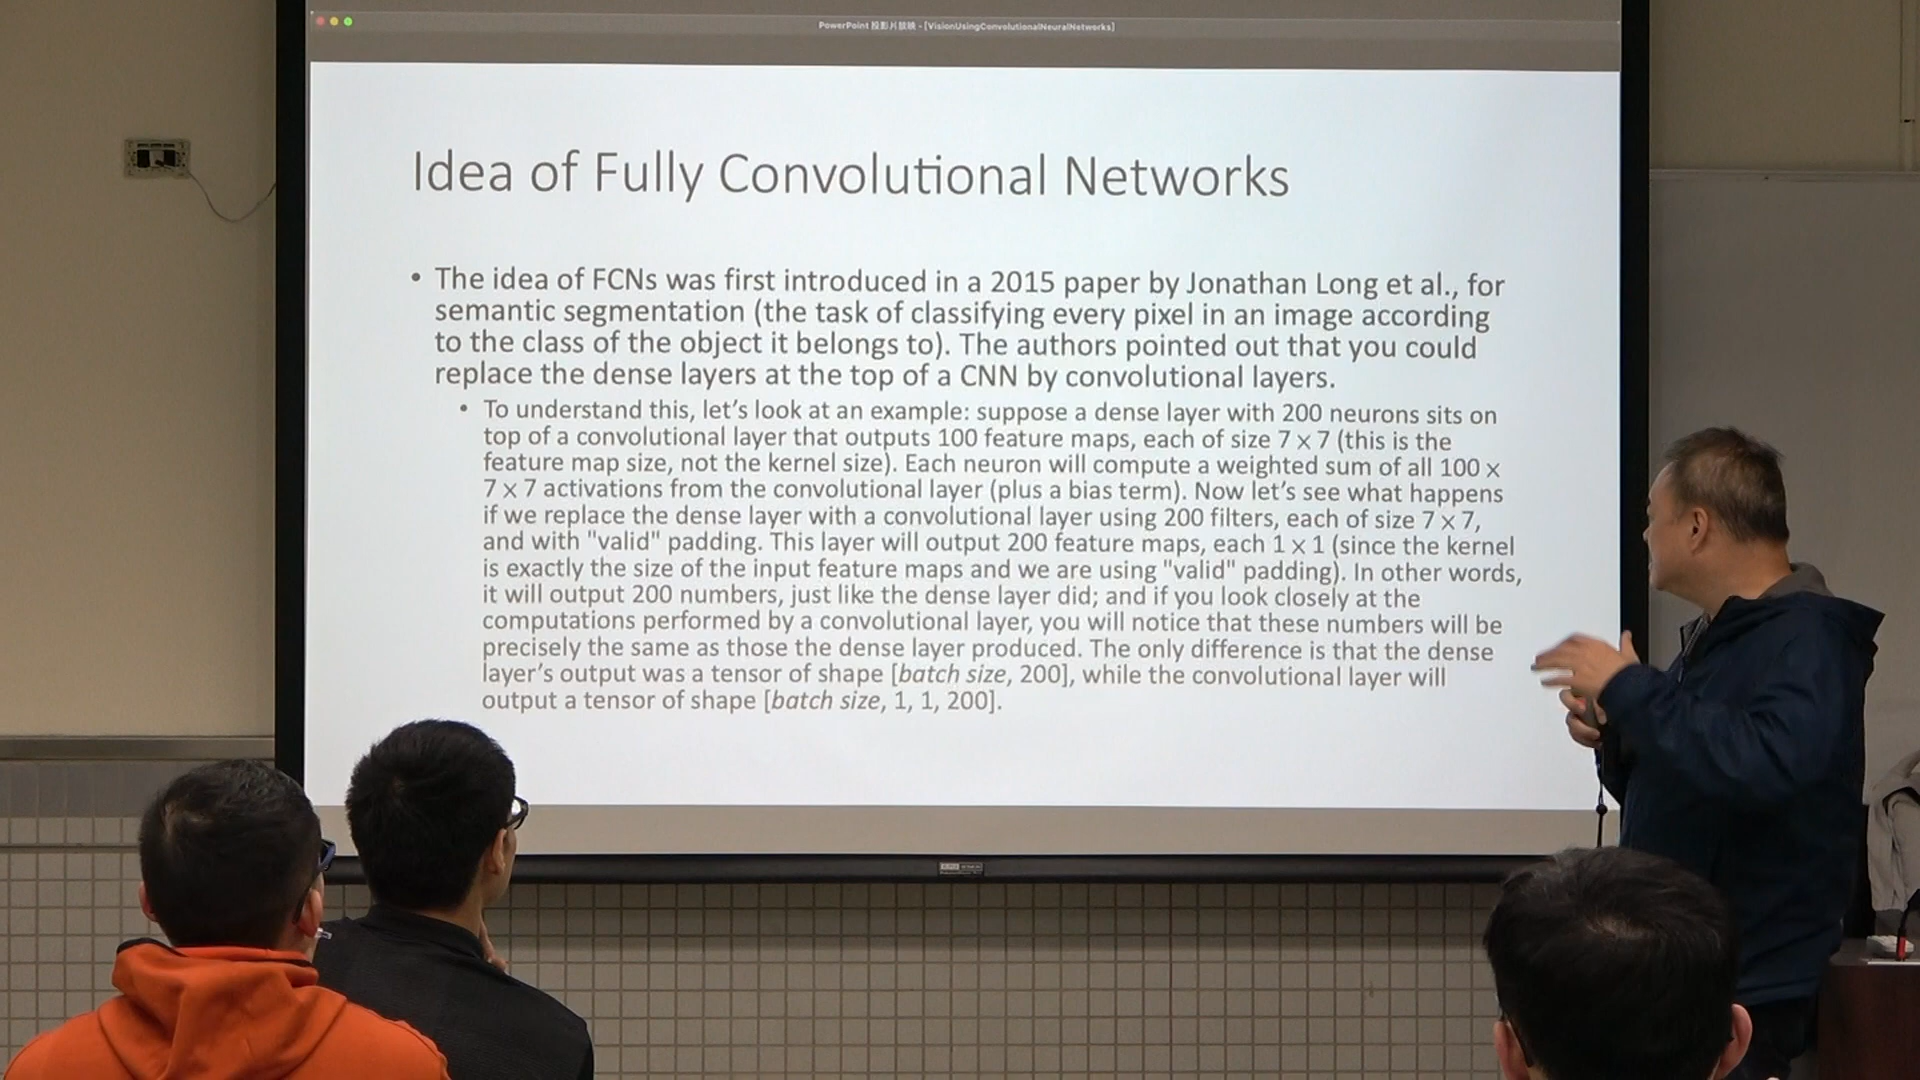 PowerPoint 投影片放映 - [VisionUsingConvolutionalNeuralNetworks]
Idea of Fully Convolutional Networks
• The idea of FCNs was first introduced in a 2015 paper by Jonathan Long et al., for
semantic segmentation (the task of classifying every pixel in an image according
to the class of the object it belongs to). The authors pointed out that you could
replace the dense layers at the top of a CNN by convolutional layers.
• To understand this, let’s look at an example: suppose a dense layer with 200 neurons sits on
top of a convolutional layer that outputs 100 feature maps, each of size 7 × 7 (this is the
feature map size, not the kernel size). Each neuron will compute a weighted sum of all 100 ×
7 × 7 activations from the convolutional layer (plus a bias term). Now let’s see what happens
if we replace the dense layer with a convolutional layer using 200 filters, each of size 7 × 7,
and with "valid" padding. This layer will output 200 feature maps, each 1 × 1 (since the kernel
is exactly the size of the input feature maps and we are using "valid" padding). In other words,
it will output 200 numbers, just like the dense layer did; and if you look closely at the
computations performed by a convolutional layer, you will notice that these numbers will be
precisely the same as those the dense layer produced. The only difference is that the dense
layer’s output was a tensor of shape [batch size, 200], while the convolutional layer will
output a tensor of shape [batch size, 1, 1, 200].